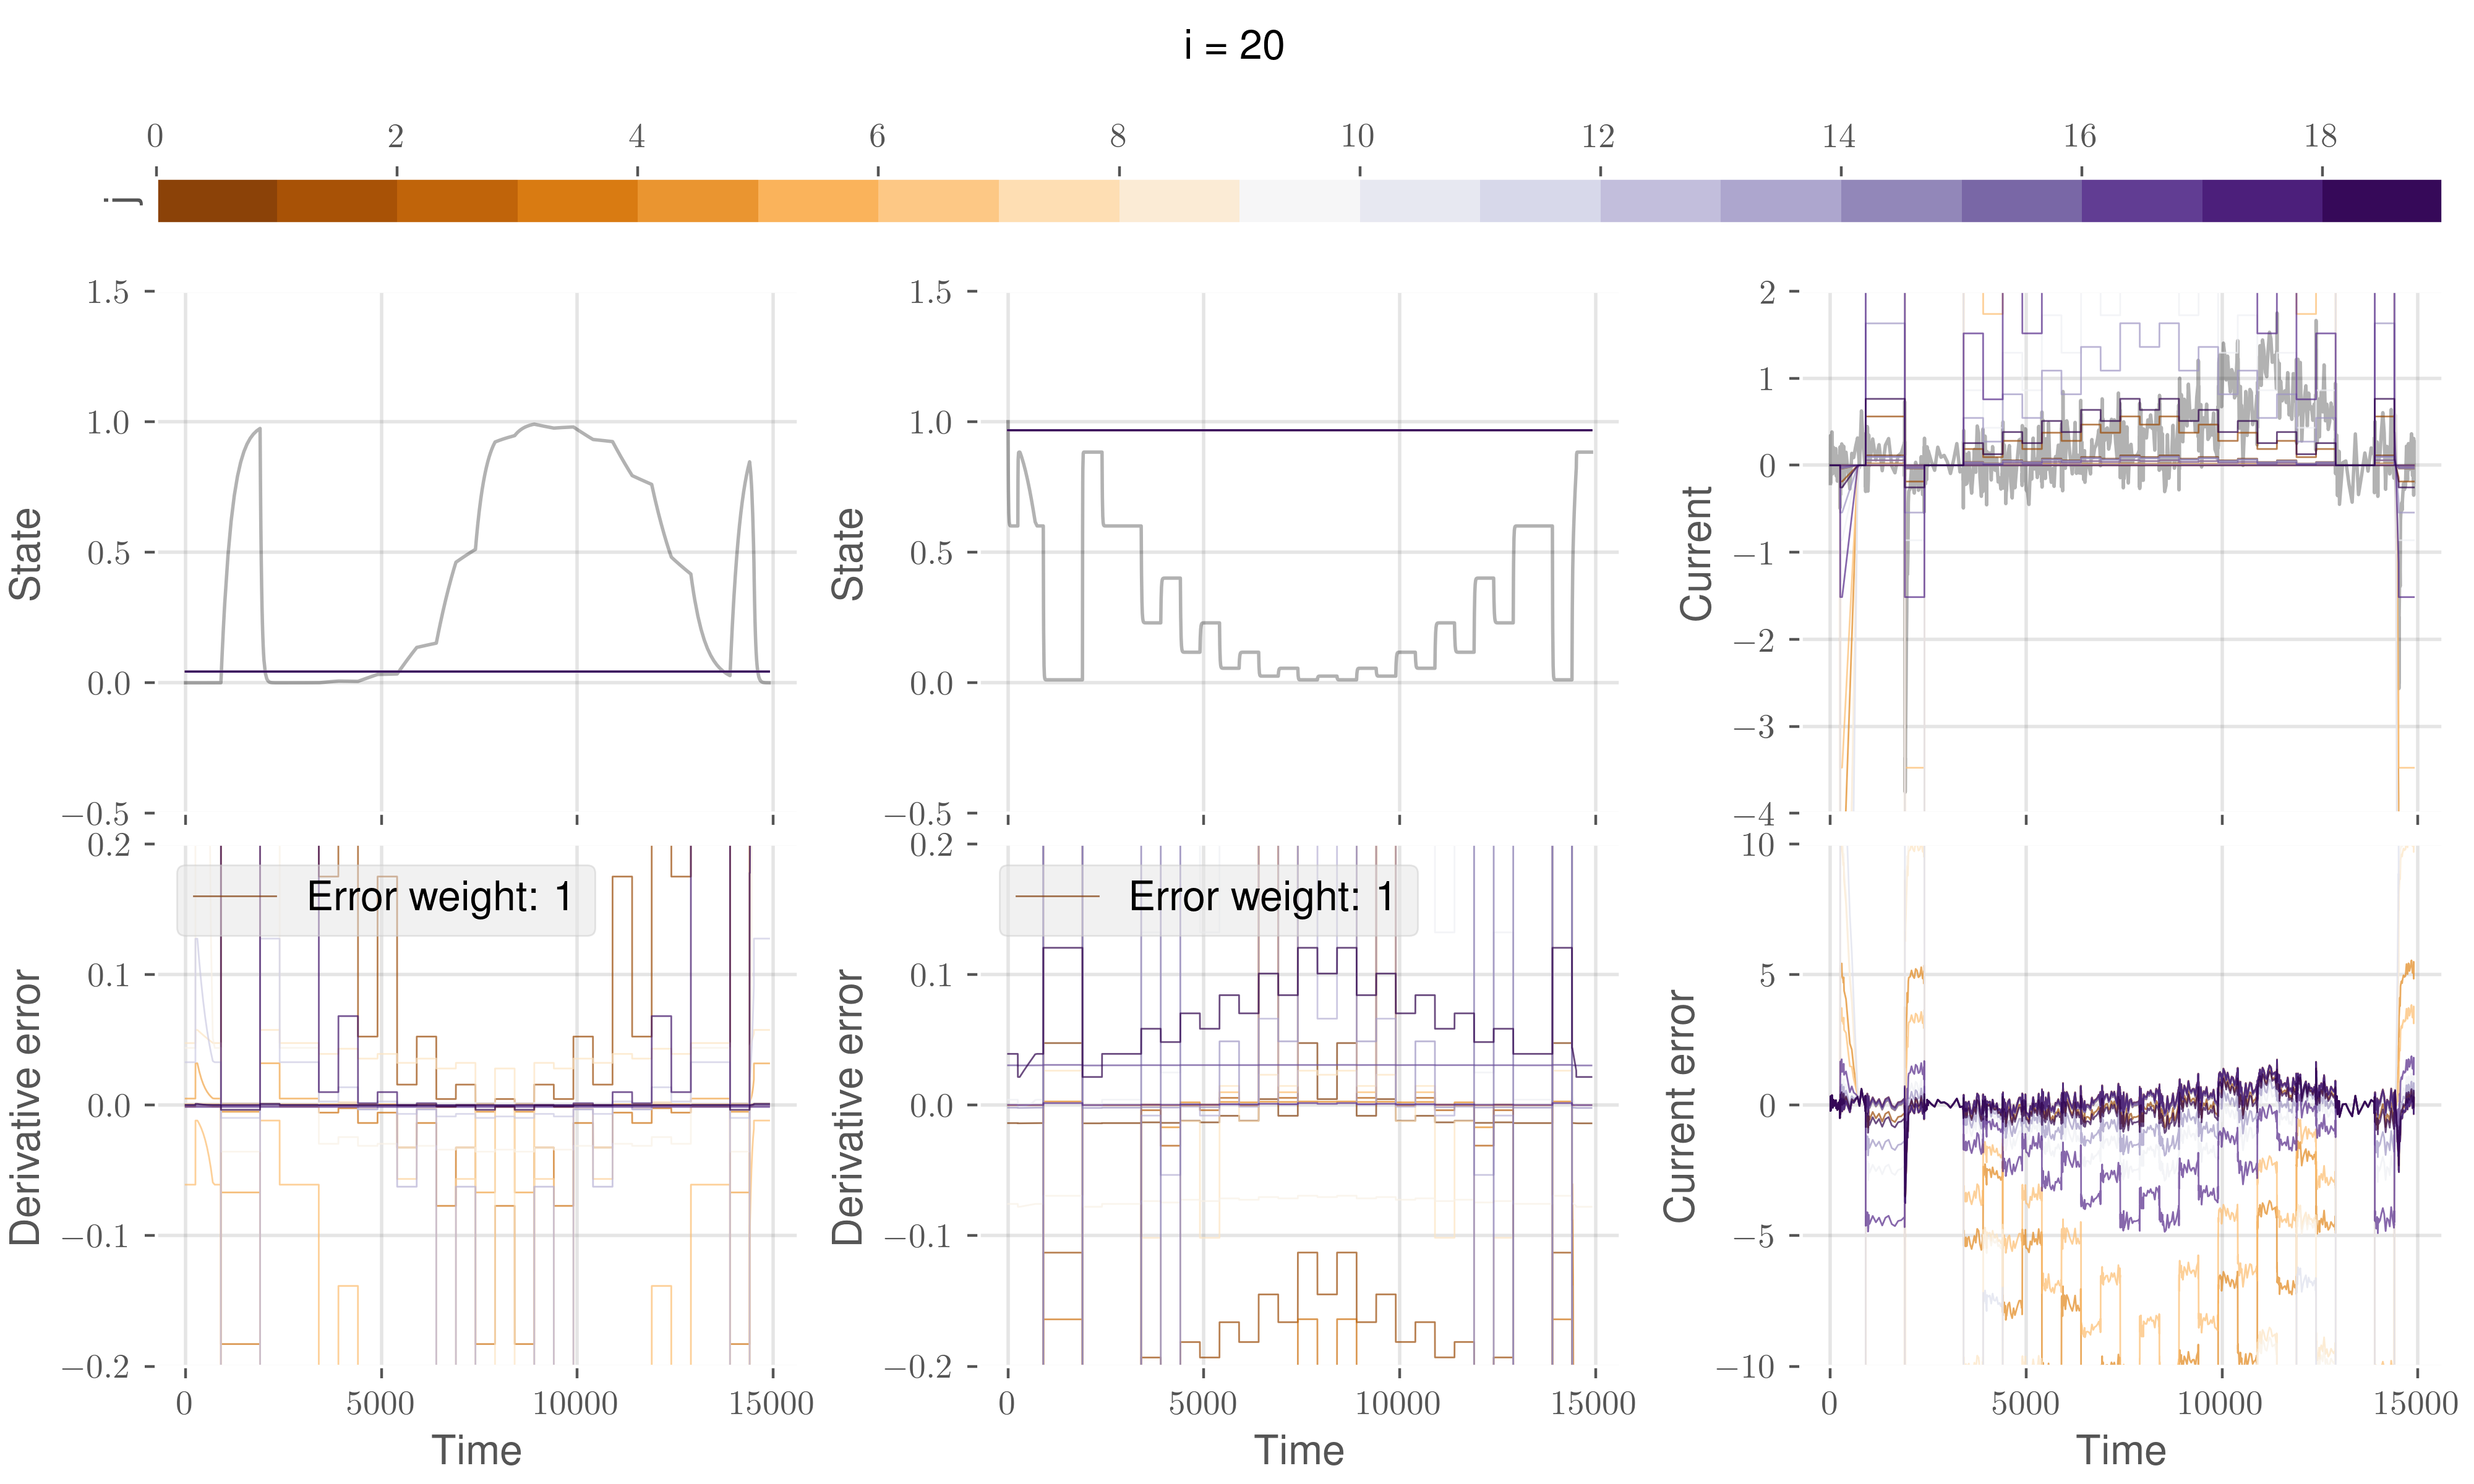 i = 20
0 2 4 6 8 10 12 14 16 18
j
1.5 1.0 0.5 0.0 −0.5
State
1.5 1.0 0.5 0.0 −0.5
State
2 1 0 −1 −2 −3 −4
Current
0.2 0.1 0.0 −0.1 −0.2
Derivative error
Error weight: 1
0 5000 10000 15000
Time
0.2 0.1 0.0 −0.1 −0.2
Derivative error
Error weight: 1
0 5000 10000 15000
Time
10 5 0 −5 −10
Current error
0 5000 10000 15000
Time